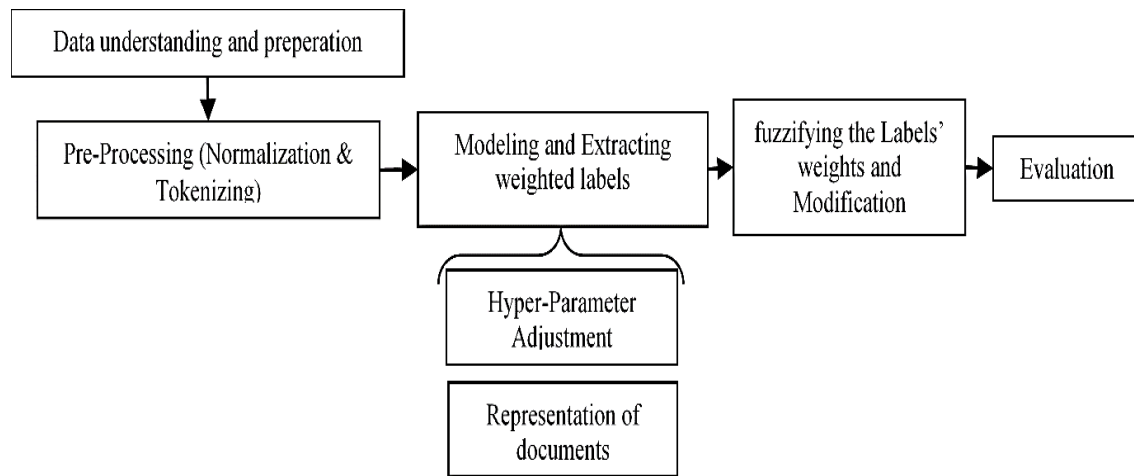 Data understanding and preperation
Pre-Processing (Normalization &
Tokenizing)
Modeling and Extracting
weighted labels
fuzzifying the Labels’
weights and
Modification
Evaluation
Hyper-Parameter
Adjustment
Representation of
documents